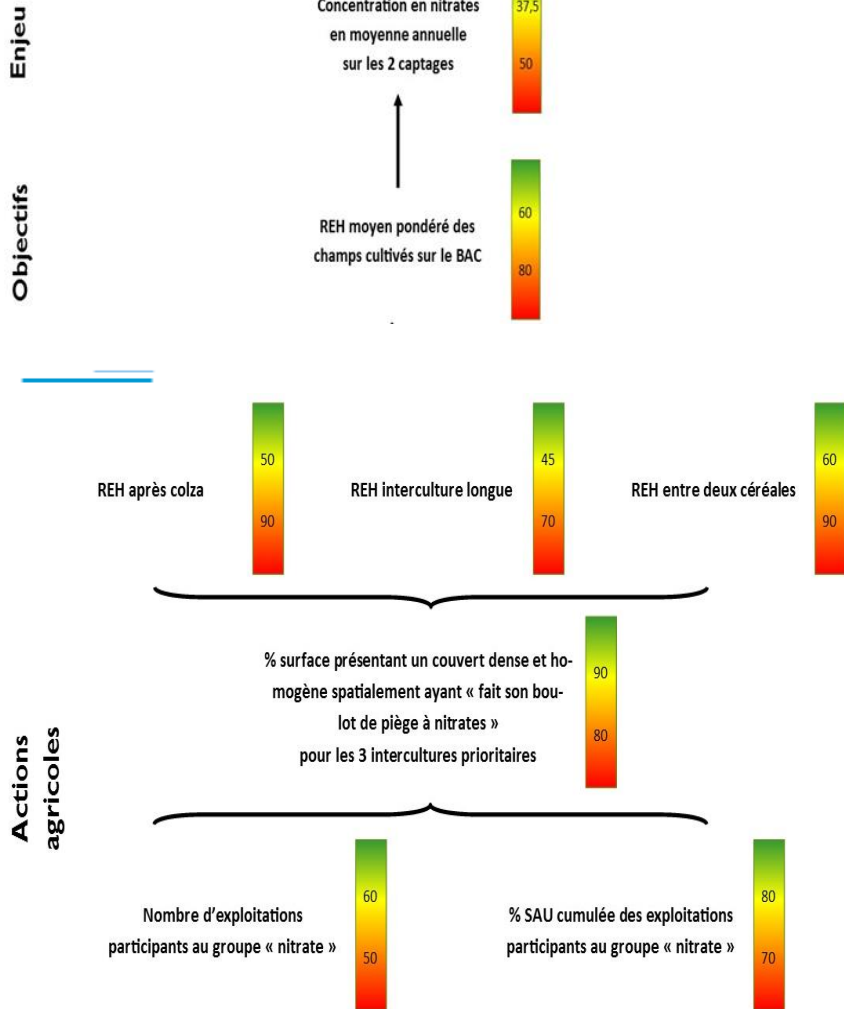 Enjeu
Concentration en nitrates
en moyenne annuelle
sur les 2 captages
37,5
50
Objectifs
REH moyen pondéré des
champs cultivés sur le BAC
60
80
REH après colza
50
90
REH interculture longue
45
70
REH entre deux céréales
60
90
Actions
agricoles
% surface présentant un couvert dense et ho-
mogène spatialement ayant « fait son bou-
lot de piège à nitrates »
pour les 3 intercultures prioritaires
90
80
Nombre d’exploitations
participants au groupe « nitrate »
60
50
% SAU cumulée des exploitations
participants au groupe « nitrate »
80
70